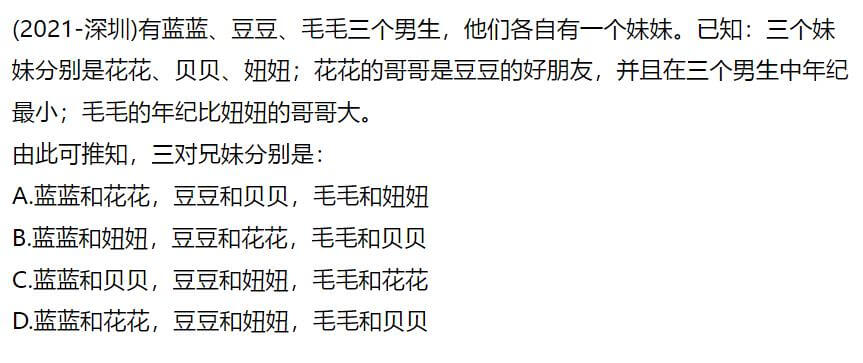 (2021-深圳)有蓝蓝、豆豆、毛毛三个男生，他们各自有一个妹妹。已知：三个妹
妹分别是花花、贝贝、妞妞；花花的哥哥是豆豆的好朋友，并且在三个男生中年纪
最小；毛毛的年纪比妞妞的哥哥大。
由此可推知，三对兄妹分别是：
A.蓝蓝和花花，豆豆和贝贝，毛毛和妞妞
B.蓝蓝和妞妞，豆豆和花花，毛毛和贝贝
C.蓝蓝和贝贝，豆豆和妞妞，毛毛和花花
D.蓝蓝和花花，豆豆和妞妞，毛毛和贝贝